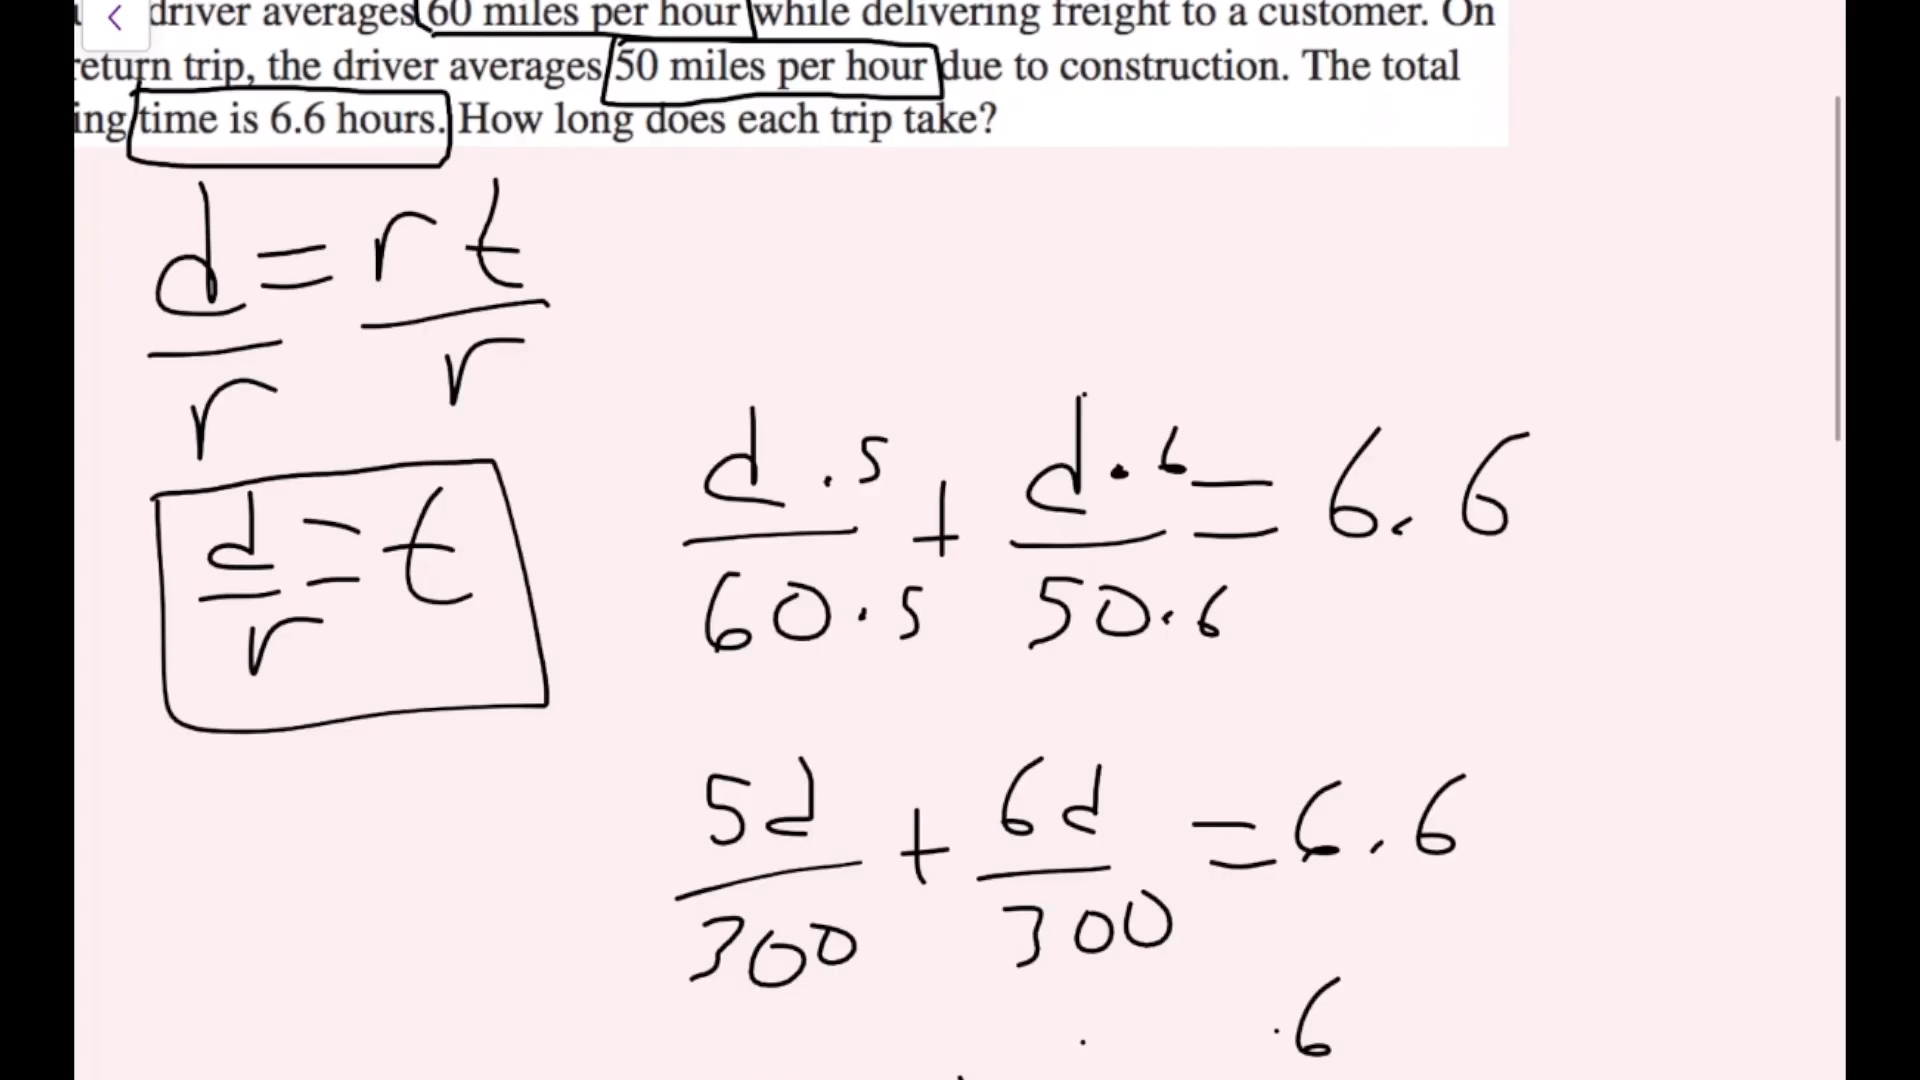 driver averages 60 miles per hour while delivering freight to a customer. On
return trip, the driver averages 50 miles per hour due to construction. The total
ing time is 6.6 hours. How long does each trip take?
d = rt
r r
d/r = t
d · 5 / 60 · 5 + d · 6 / 50 · 6 = 6.6
5d/300 + 6d/300 = 6.6
.6